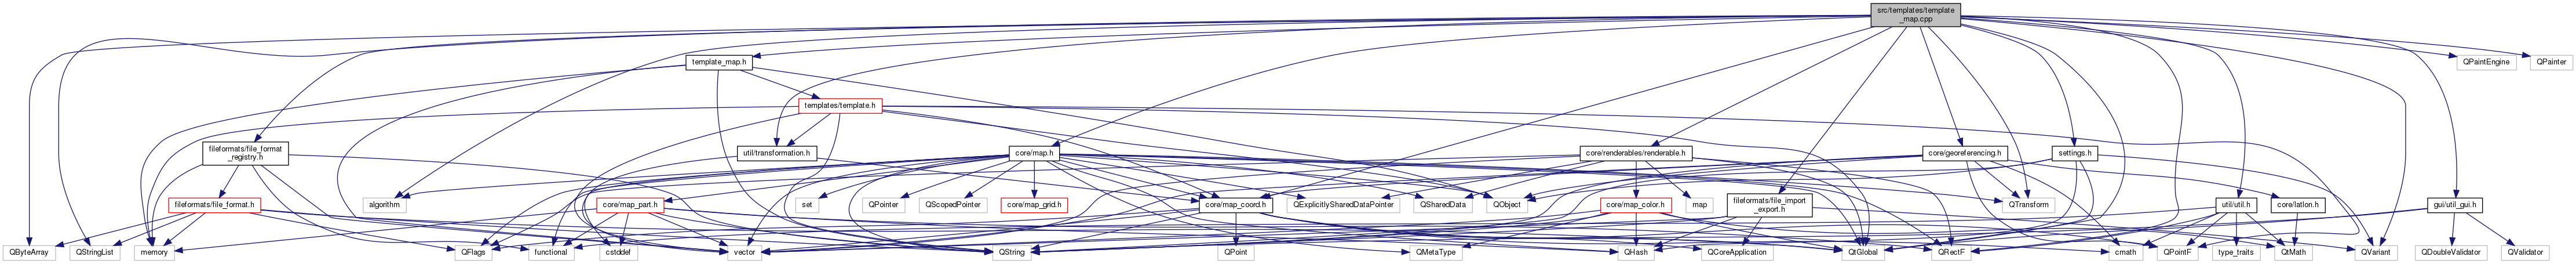 src/templates/template
_map.cpp
template_map.h
QPaintEngine
QPainter
templates/template.h
fileformats/file_format
_registry.h
util/transformation.h
core/map.h
core/renderables/renderable.h
core/georeferencing.h
settings.h
fileformats/file_format.h
algorithm
core/map_part.h
set
QPointer
QScopedPointer
core/map_grid.h
core/map_coord.h
QExplicitlySharedDataPointer
QSharedData
QObject
core/map_color.h
map
fileformats/file_import
_export.h
QTransform
util/util.h
core/latlon.h
gui/util_gui.h
QByteArray
QStringList
memory
QFlags
functional
cstddef
vector
QString
QPoint
QMetaType
QHash
QCoreApplication
QtGlobal
QRectF
cmath
QPointF
type_traits
QtMath
QVariant
QDoubleValidator
QValidator